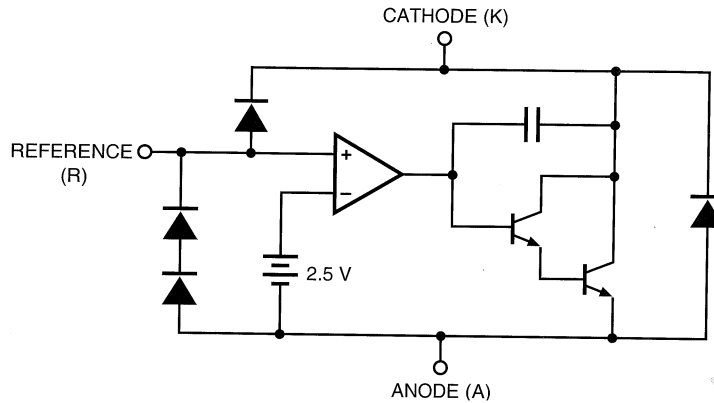 CATHODE (K)
REFERENCE
(R)
+
−
2.5 V
ANODE (A)